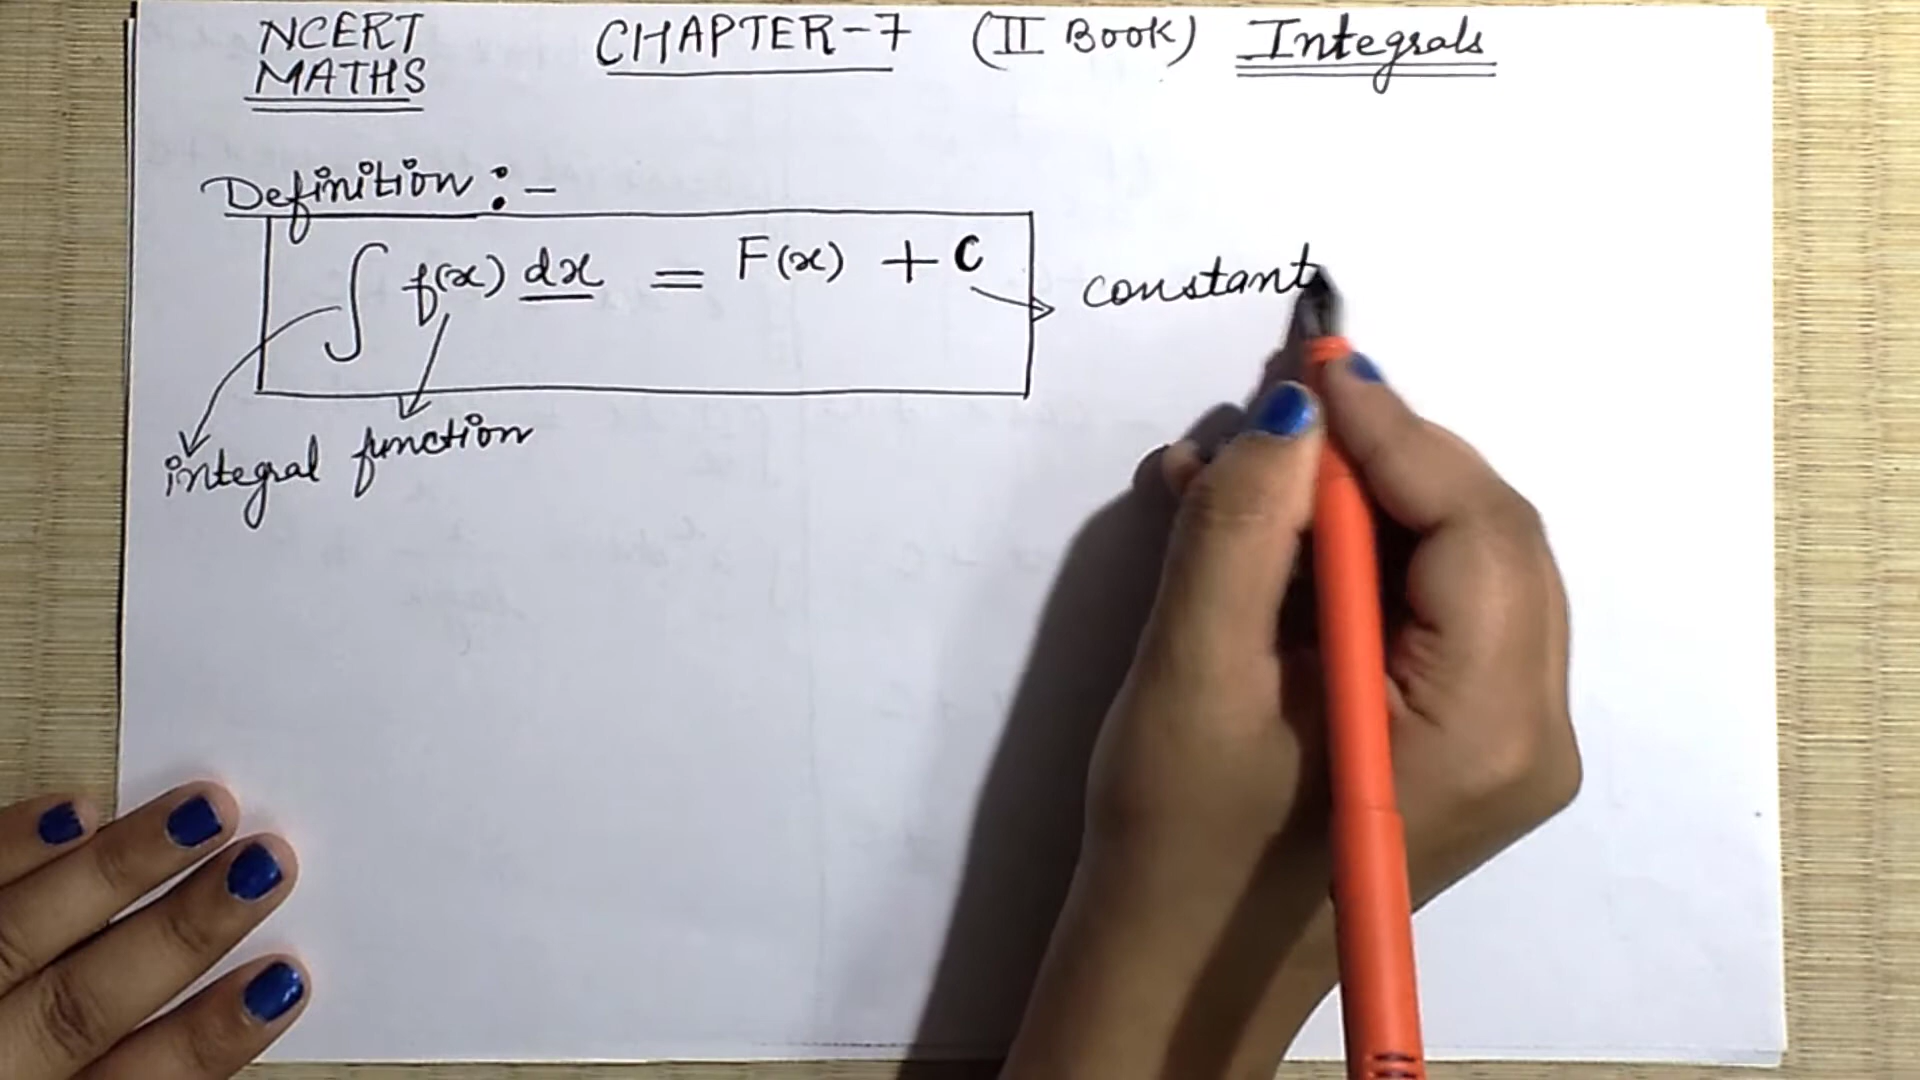 NCERT MATHS
CHAPTER-7 (II BOOK) Integrals
Definition :-
∫ f(x) dx = F(x) + C
constant
integral function